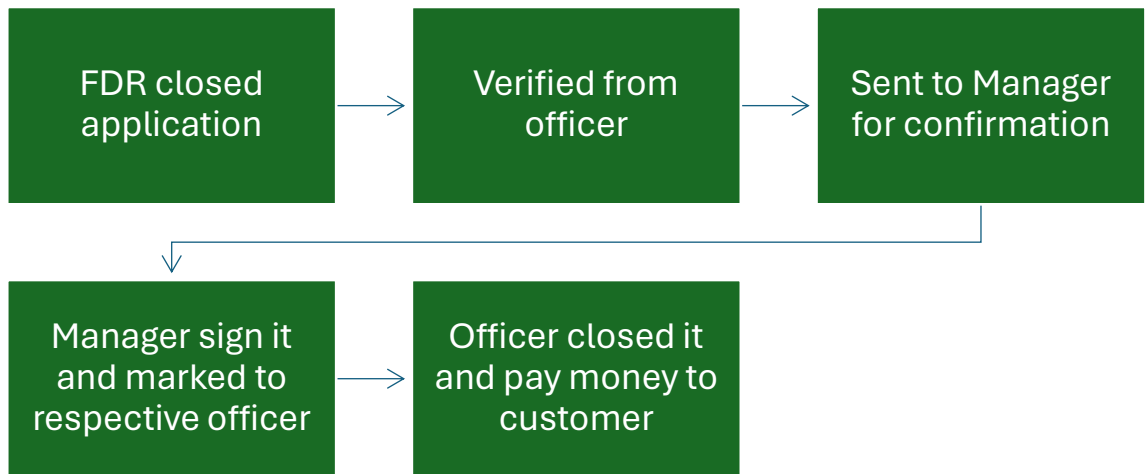 FDR closed
application
Verified from
officer
Sent to Manager
for confirmation
Manager sign it
and marked to
respective officer
Officer closed it
and pay money to
customer